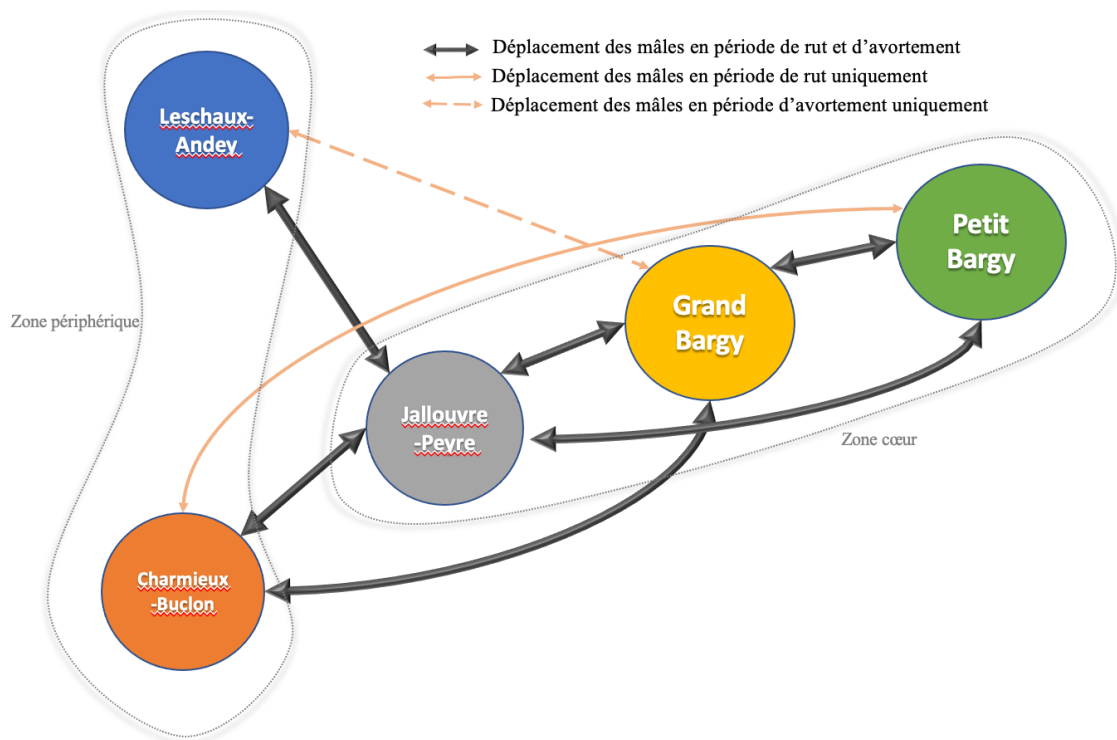 Déplacement des mâles en période de rut et d'avortement
Déplacement des mâles en période de rut uniquement
Déplacement des mâles en période d'avortement uniquement
Leschaux-
Andey
Petit
Bargy
Grand
Bargy
Zone périphérique
Jallouvre
-Peyre
Zone cœur
Charmieux
-Buclon